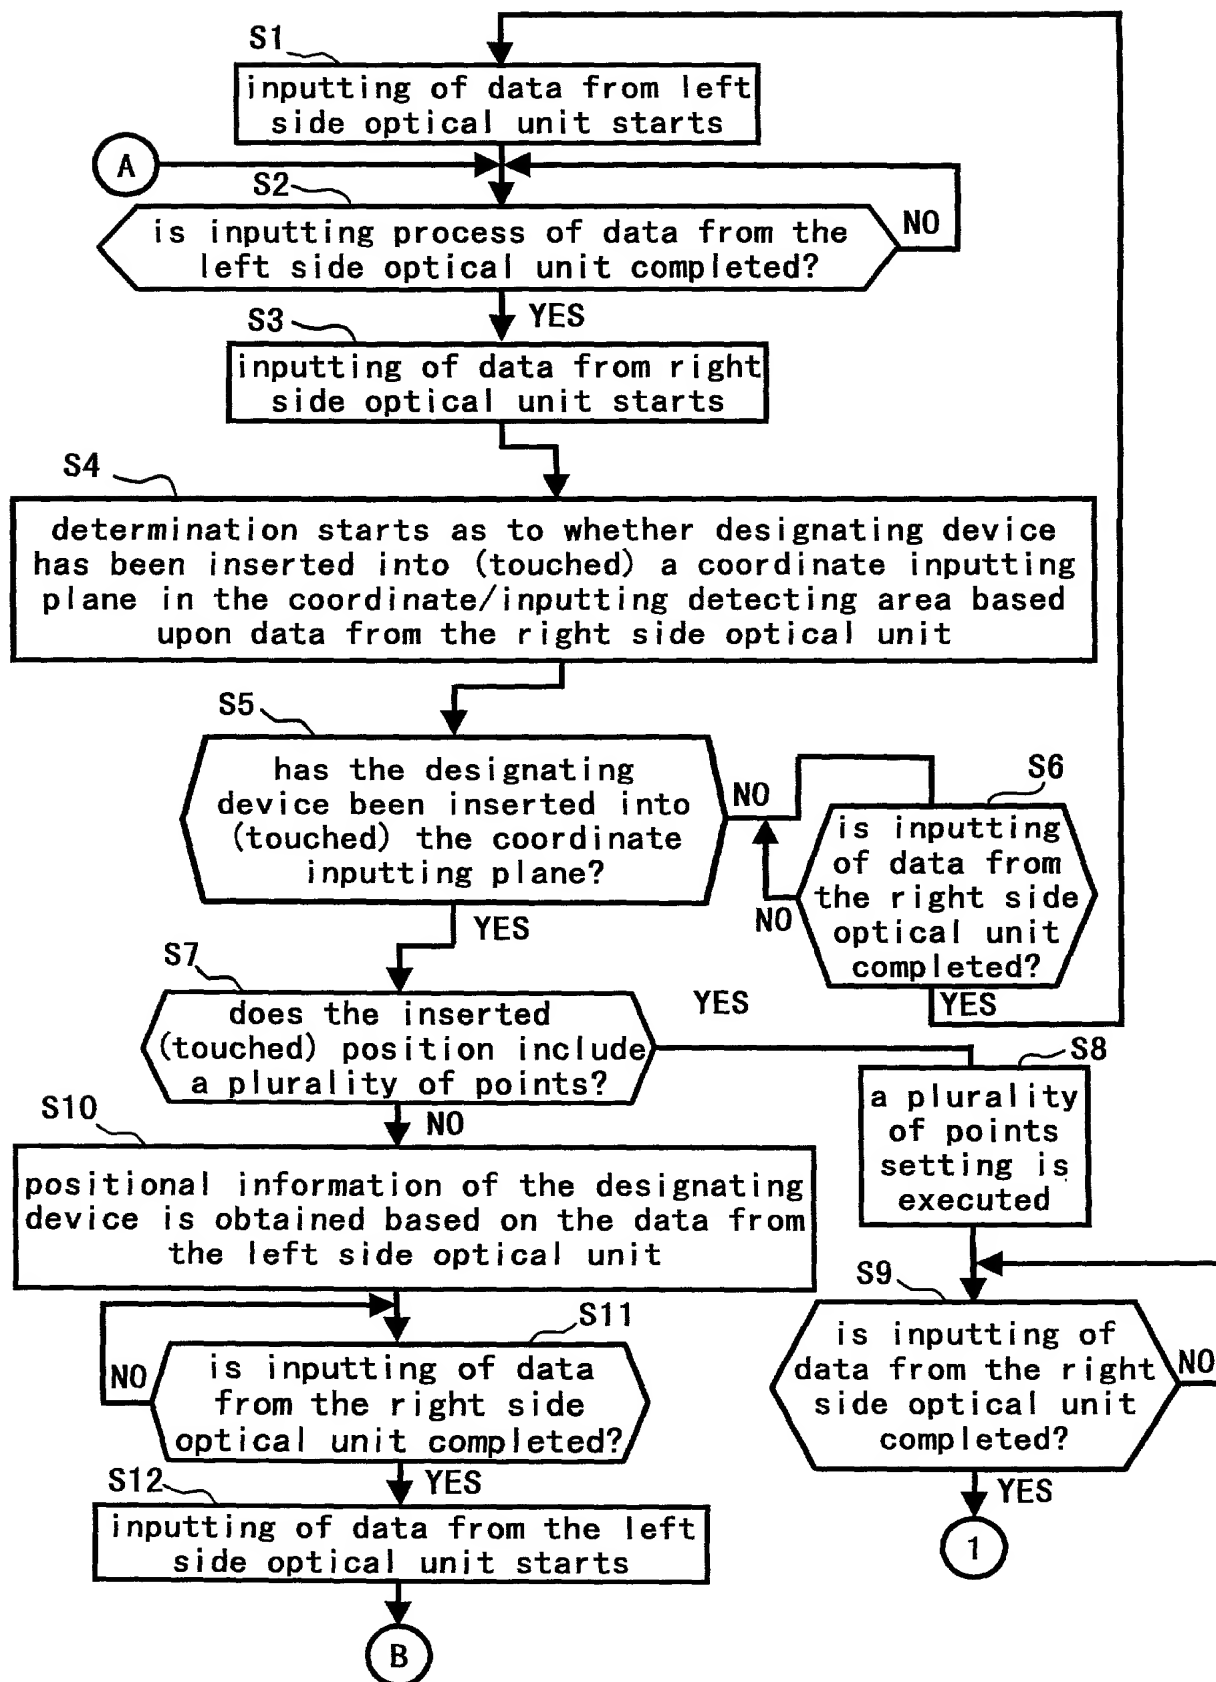 S1
inputting of data from left
side optical unit starts
A
S2
NO
is inputting process of data from the
left side optical unit completed?
YES
S3
inputting of data from right
side optical unit starts
S4
determination starts as to whether designating device
has been inserted into (touched) a coordinate inputting
plane in the coordinate/inputting detecting area based
upon data from the right side optical unit
S5
has the designating
device been inserted into
(touched) the coordinate
inputting plane?
NO
S6
is inputting
of data from
the right side
optical unit
completed?
NO
YES
YES
S7
does the inserted
(touched) position include
a plurality of points?
YES
S8
a plurality
of points
setting is
executed
NO
S10
positional information of the designating
device is obtained based on the data from
the left side optical unit
S9
is inputting of
data from the right
side optical unit
completed?
NO
YES
1
S11
NO
is inputting of data
from the right side
optical unit completed?
YES
S12
inputting of data from the left
side optical unit starts
B